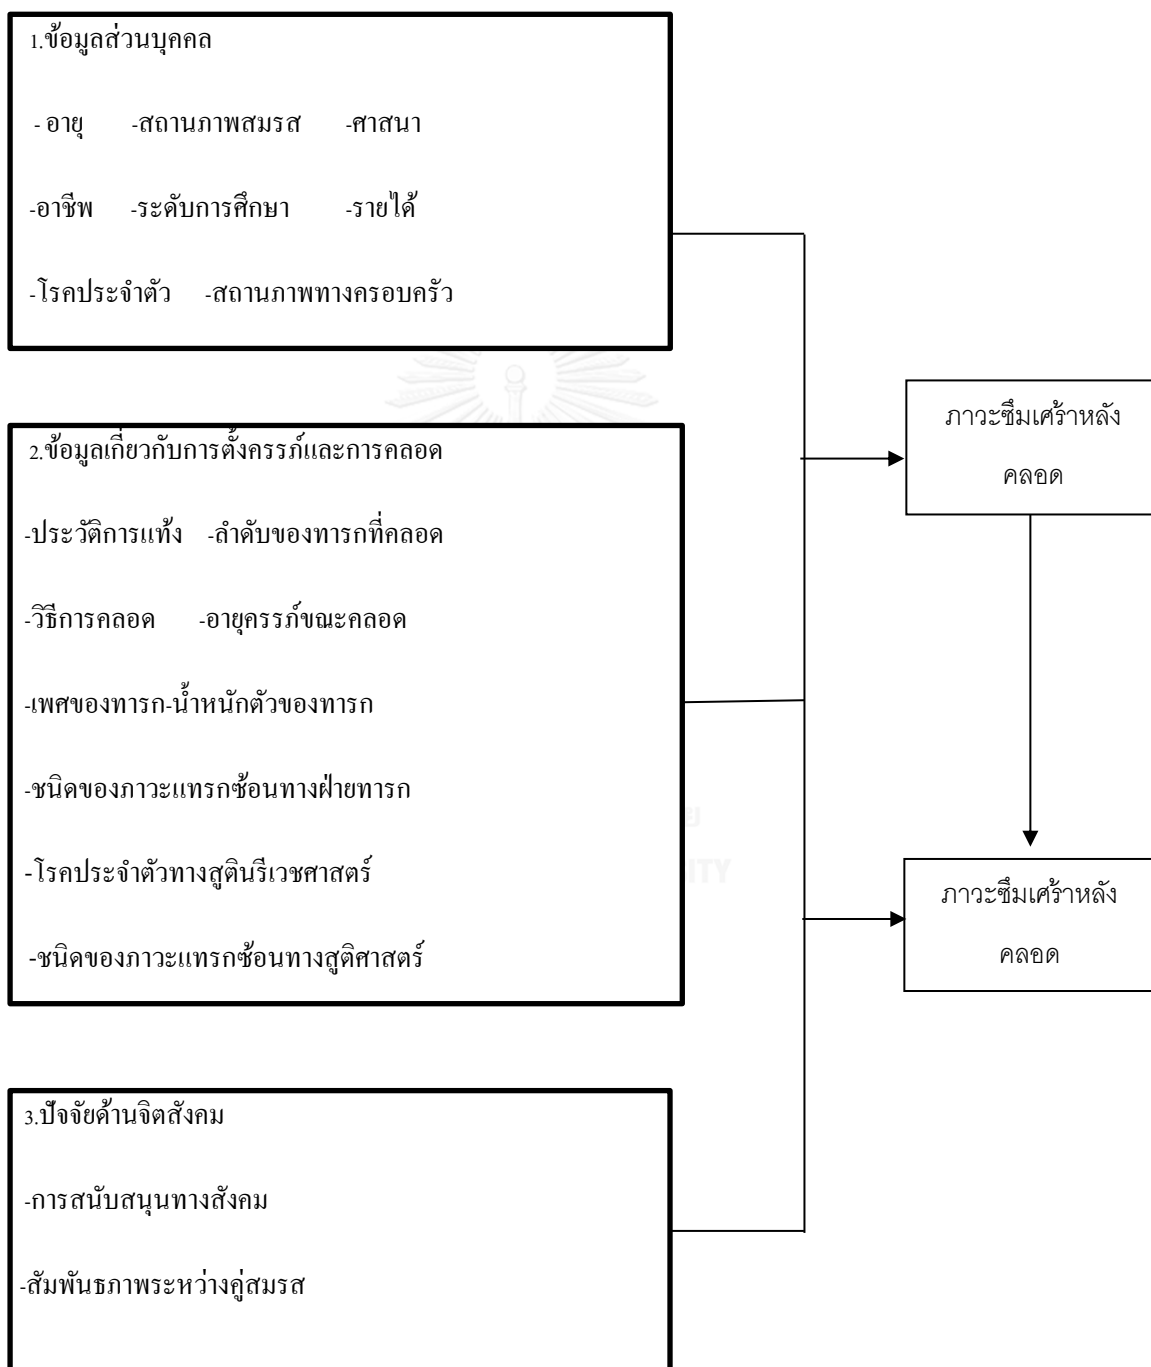 1.ข้อมูลส่วนบุคคล
- อายุ -สถานภาพสมรส -ศาสนา
-อาชีพ -ระดับการศึกษา -รายได้
-โรคประจำตัว -สถานภาพทางครอบครัว
ภาวะซึมเศร้าหลัง
คลอด
2.ข้อมูลเกี่ยวกับการตั้งครรภ์และการคลอด
-ประวัติการแท้ง -ลำดับของทารกที่คลอด
-วิธีการคลอด -อายุครรภ์ขณะคลอด
-เพศของทารก-น้ำหนักตัวของทารก
-ชนิดของภาวะแทรกซ้อนทางฝ่ายทารก
-โรคประจำตัวทางสูตินรีเวชศาสตร์
-ชนิดของภาวะแทรกซ้อนทางสูติศาสตร์
ภาวะซึมเศร้าหลัง
คลอด
3.ปัจจัยด้านจิตสังคม
-การสนับสนุนทางสังคม
-สัมพันธภาพระหว่างคู่สมรส